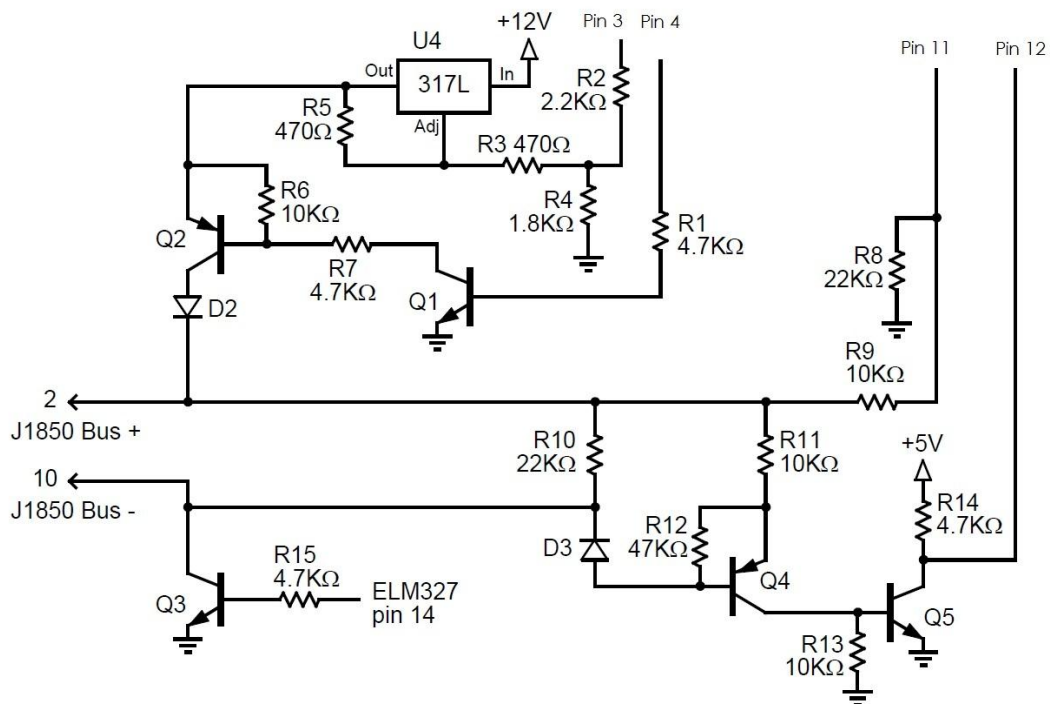 +12V
Pin 3
Pin 4
Pin 11
Pin 12
U4
Out
317L
In
Adj
R2
2.2KΩ
R5
470Ω
R3 470Ω
R6
10KΩ
R4
1.8KΩ
R1
4.7KΩ
Q2
R7
4.7KΩ
Q1
R8
22KΩ
D2
R9
10KΩ
2
J1850 Bus +
R10
22KΩ
R11
10KΩ
+5V
10
J1850 Bus -
R14
4.7KΩ
R12
47KΩ
D3
R15
4.7KΩ
ELM327
pin 14
Q3
Q4
Q5
R13
10KΩ